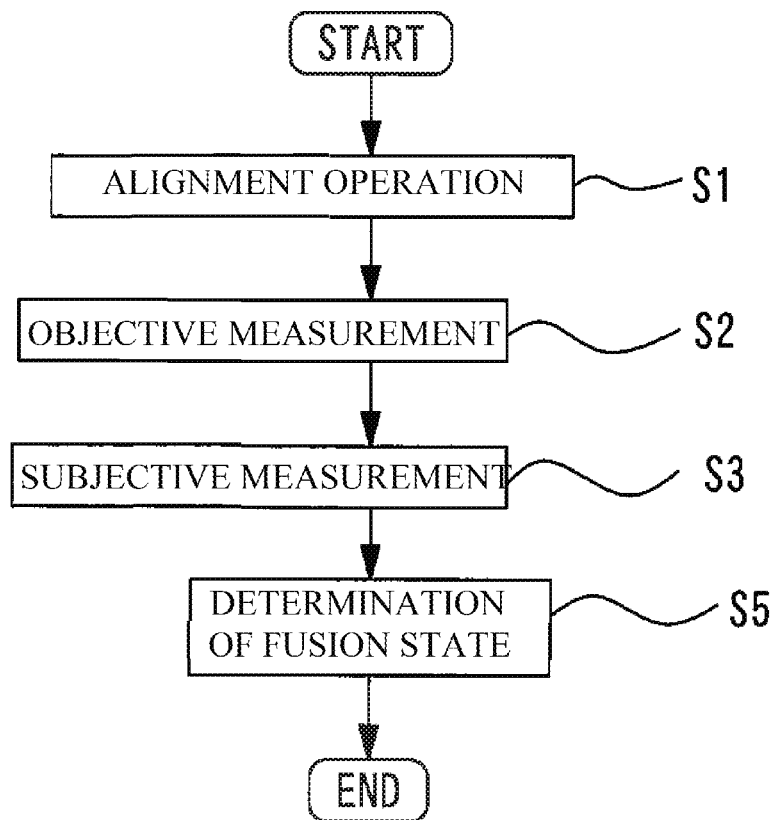 START
ALIGNMENT OPERATION
S1
OBJECTIVE MEASUREMENT
S2
SUBJECTIVE MEASUREMENT
S3
DETERMINATION
OF FUSION STATE
S5
END